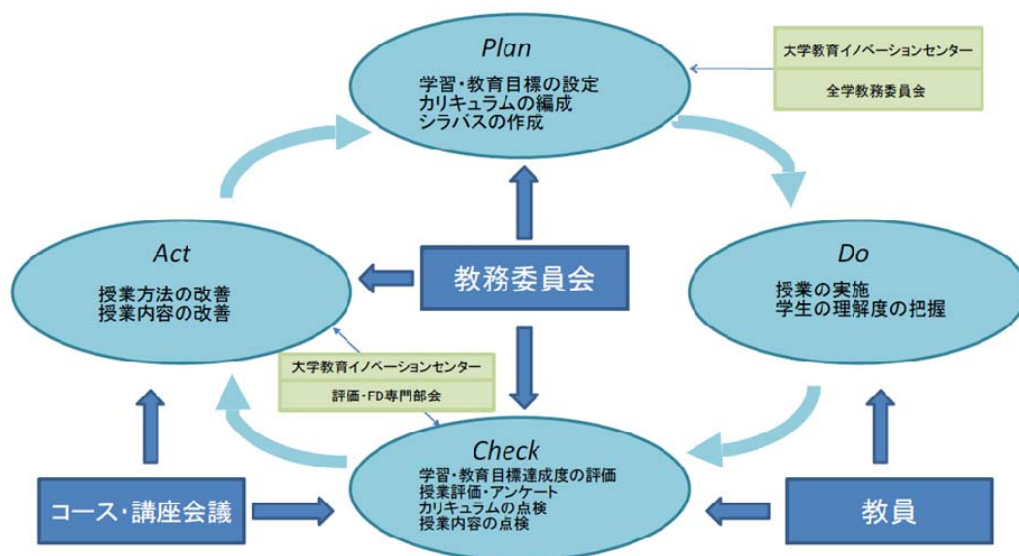 Plan
学習・教育目標の設定
カリキュラムの編成
シラバスの作成
大学教育イノベーションセンター
全学教務委員会
Act
授業方法の改善
授業内容の改善
教務委員会
Do
授業の実施
学生の理解度の把握
大学教育イノベーションセンター
評価・FD専門部会
Check
学習・教育目標達成度の評価
授業評価・アンケート
カリキュラムの点検
授業内容の点検
コース・講座会議
教員